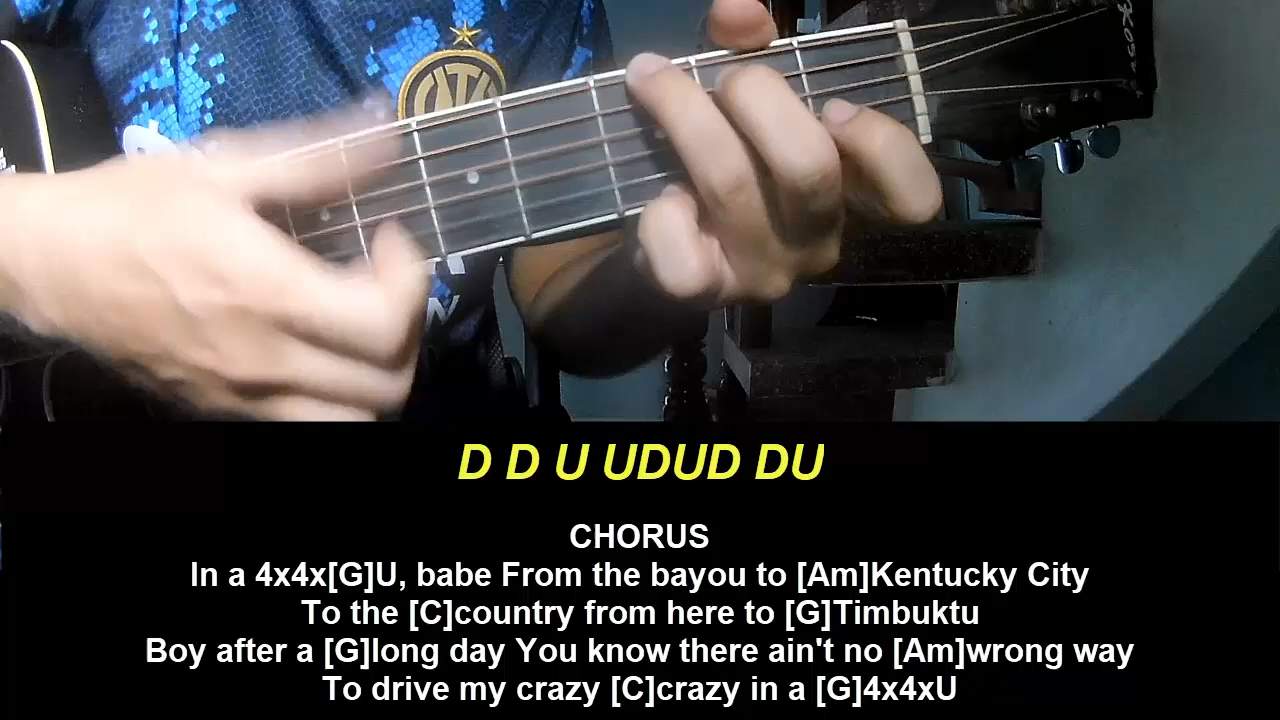 D D U UDUD DU
CHORUS
In a 4x4x[G]U, babe From the bayou to [Am]Kentucky City
To the [C]country from here to [G]Timbuktu
Boy after a [G]long day You know there ain't no [Am]wrong way
To drive my crazy [C]crazy in a [G]4x4xU